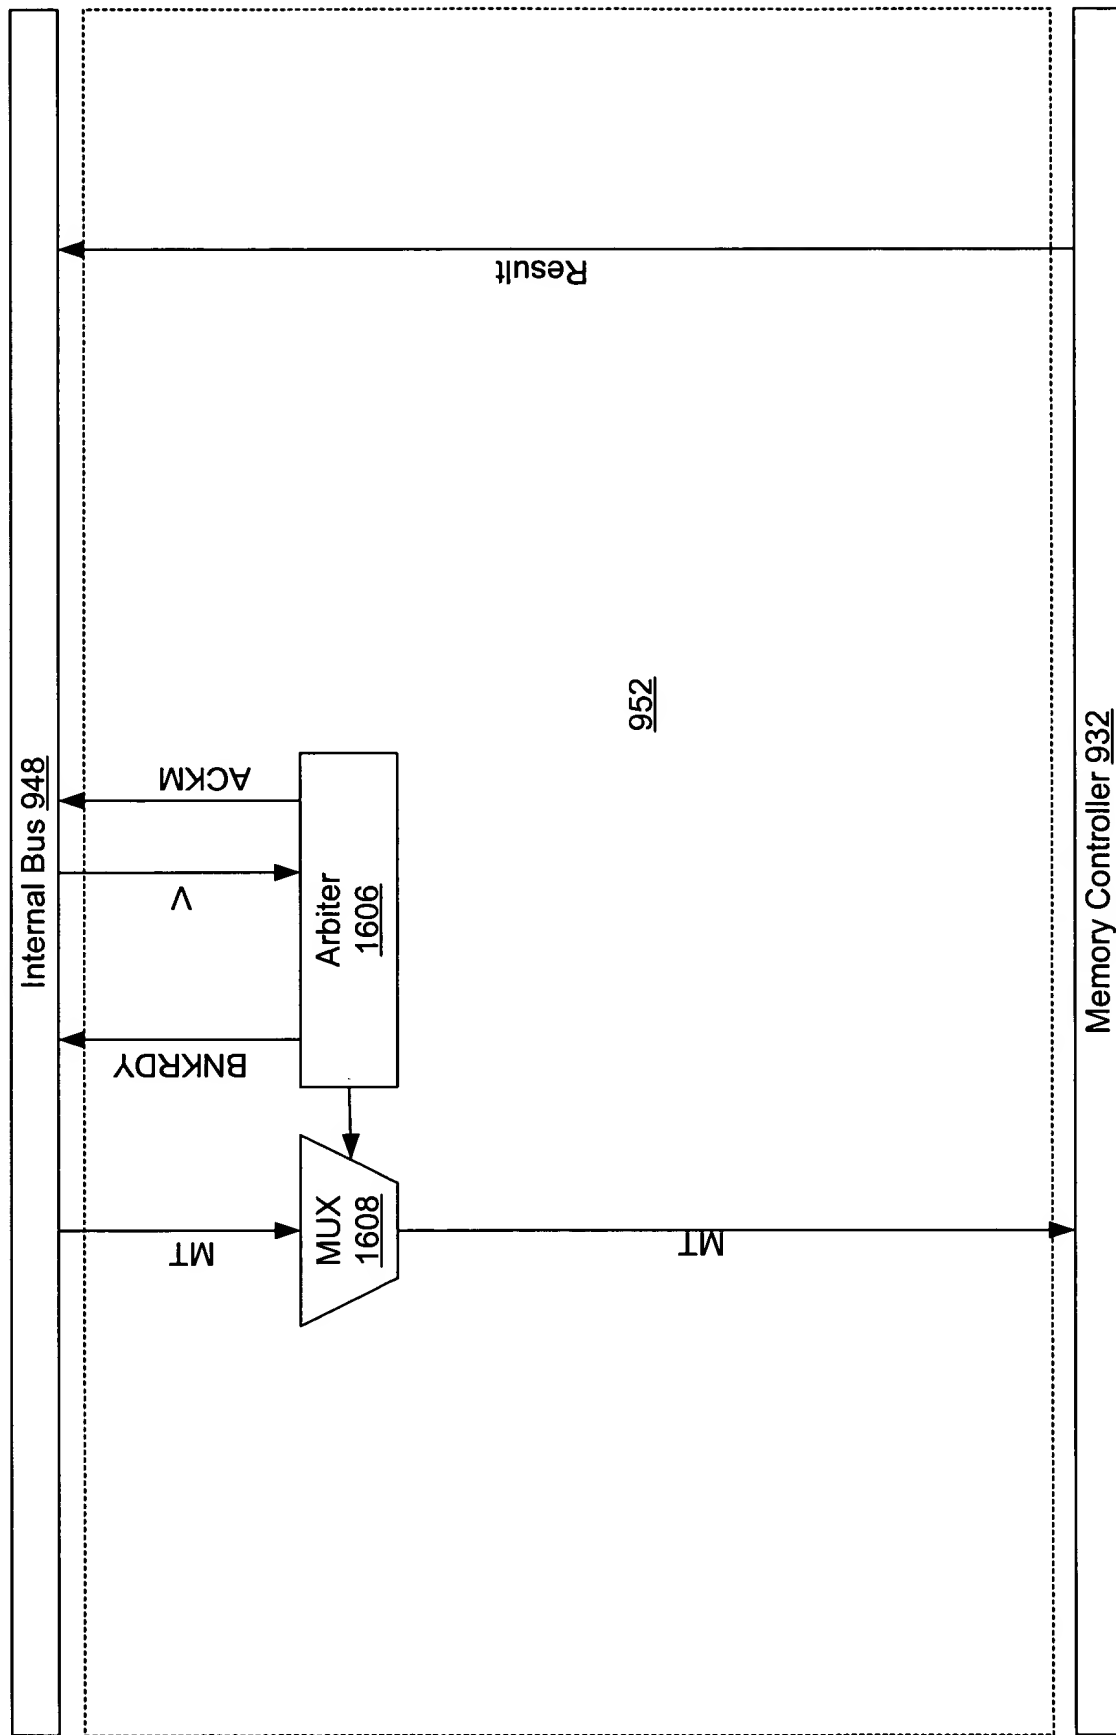 Internal Bus 948
MT
BNKRDY
V
ACKM
MUX
1608
Arbiter
1606
Result
MT
952
Memory Controller 932